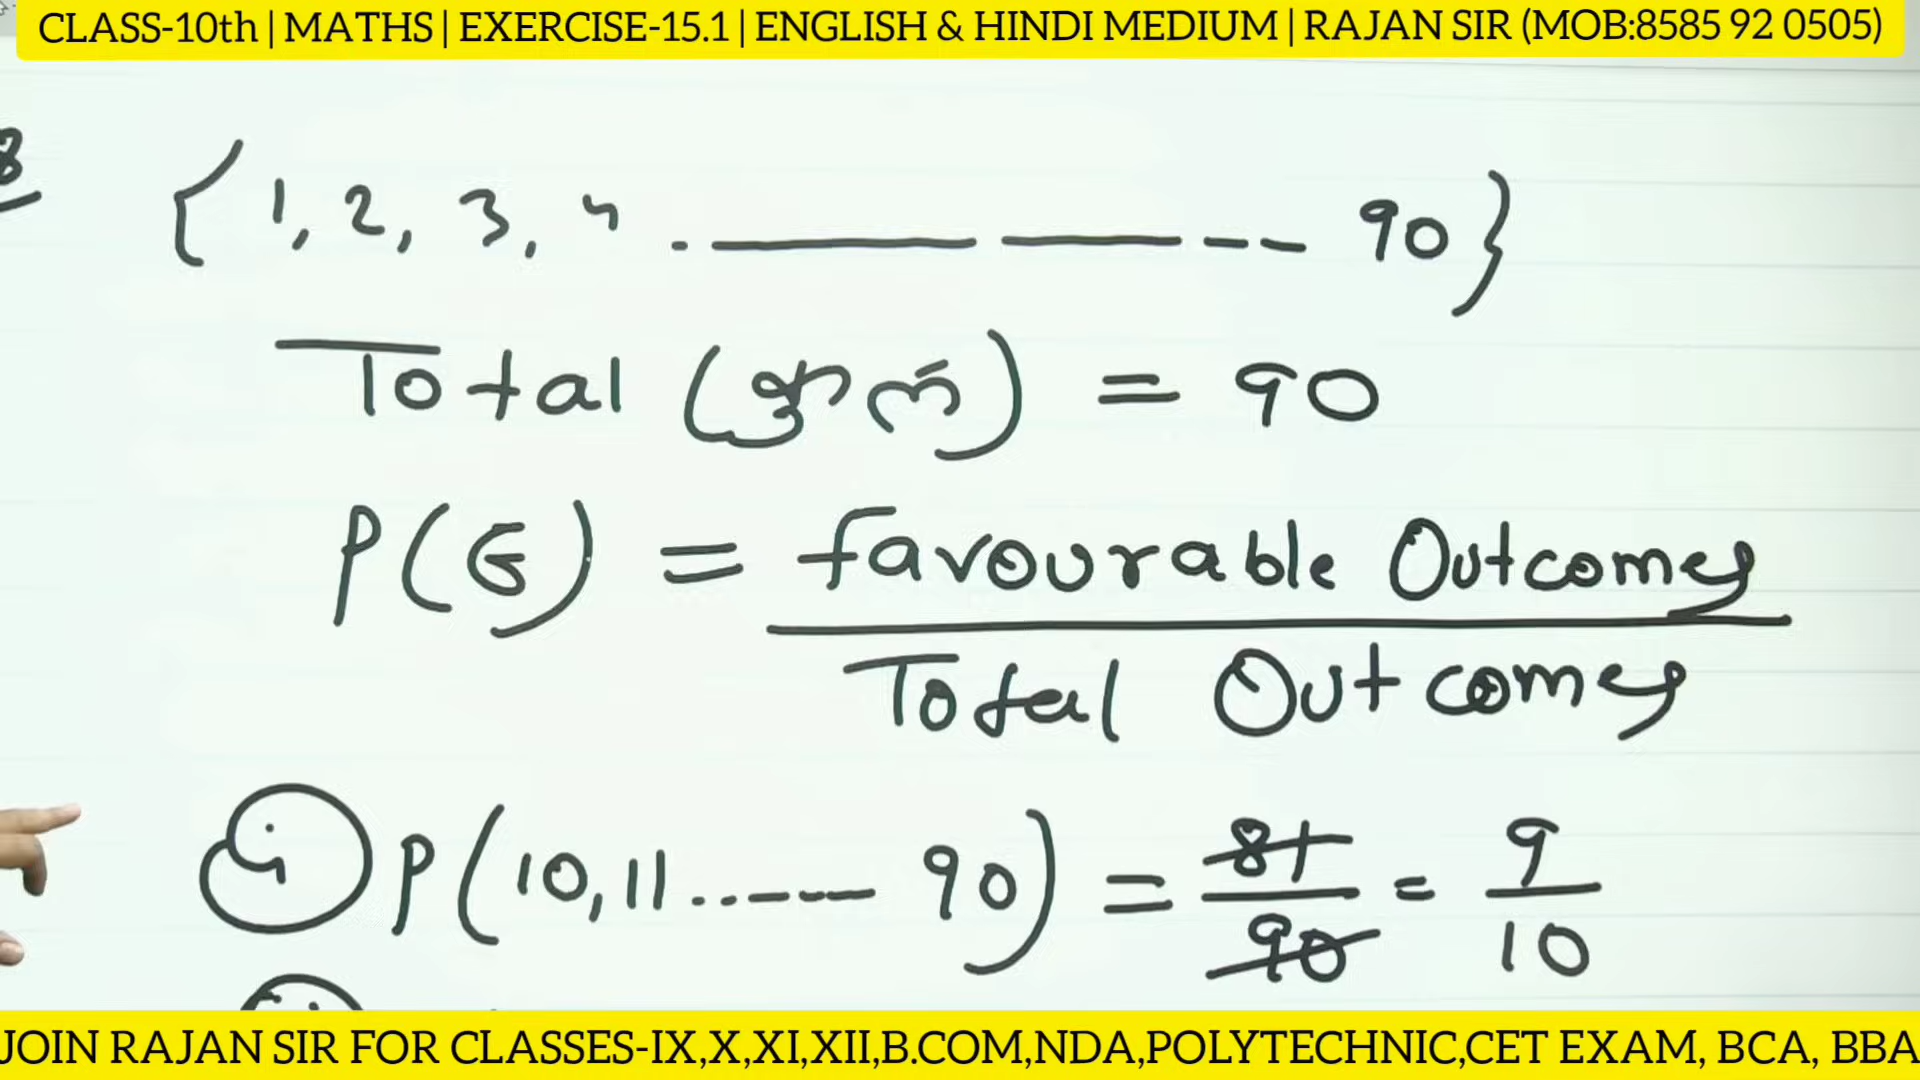 CLASS-10th | MATHS | EXERCISE-15.1 | ENGLISH & HINDI MEDIUM | RAJAN SIR (MOB:8585 92 0505)
8
{1, 2, 3, 4 . — — - - 90}
Total ( ) = 90
P(E) = favourable Outcomes
Total Outcomes
i P(10, 11 ..--- 90) = 81/90 = 9/10
JOIN RAJAN SIR FOR CLASSES-IX,X,XI,XII,B.COM,NDA,POLYTECHNIC,CET EXAM, BCA, BBA